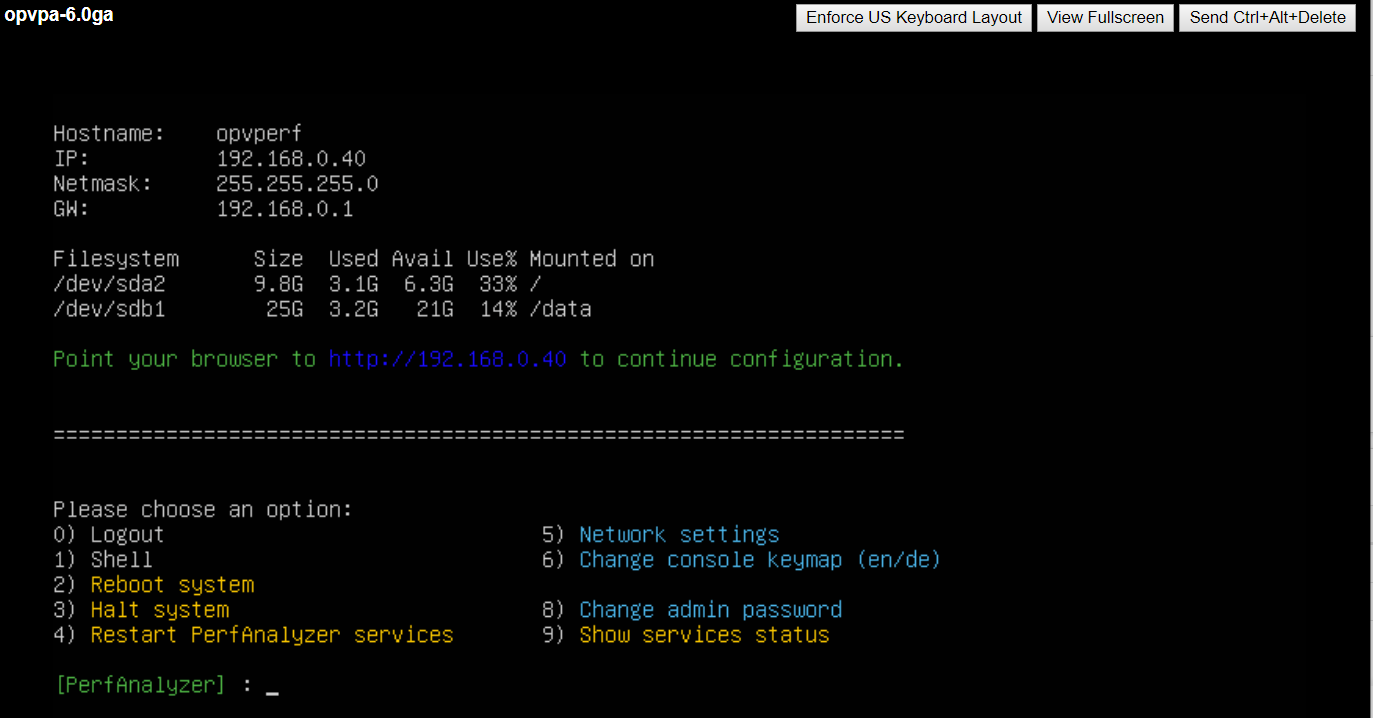 opvpa-6.0ga
Enforce US Keyboard Layout View Fullscreen Send Ctrl+Alt+Delete
Hostname: opvperf
IP: 192.168.0.40
Netmask: 255.255.255.0
GW: 192.168.0.1
Filesystem Size Used Avail Use% Mounted on
/dev/sda2 9.8G 3.1G 6.3G 33% /
/dev/sdb1 25G 3.2G 21G 14% /data
Point your browser to http://192.168.0.40 to continue configuration.
====================================================================
Please choose an option:
0) Logout 5) Network settings
1) Shell 6) Change console keymap (en/de)
2) Reboot system
3) Halt system 8) Change admin password
4) Restart PerfAnalyzer services 9) Show services status
[PerfAnalyzer] : _